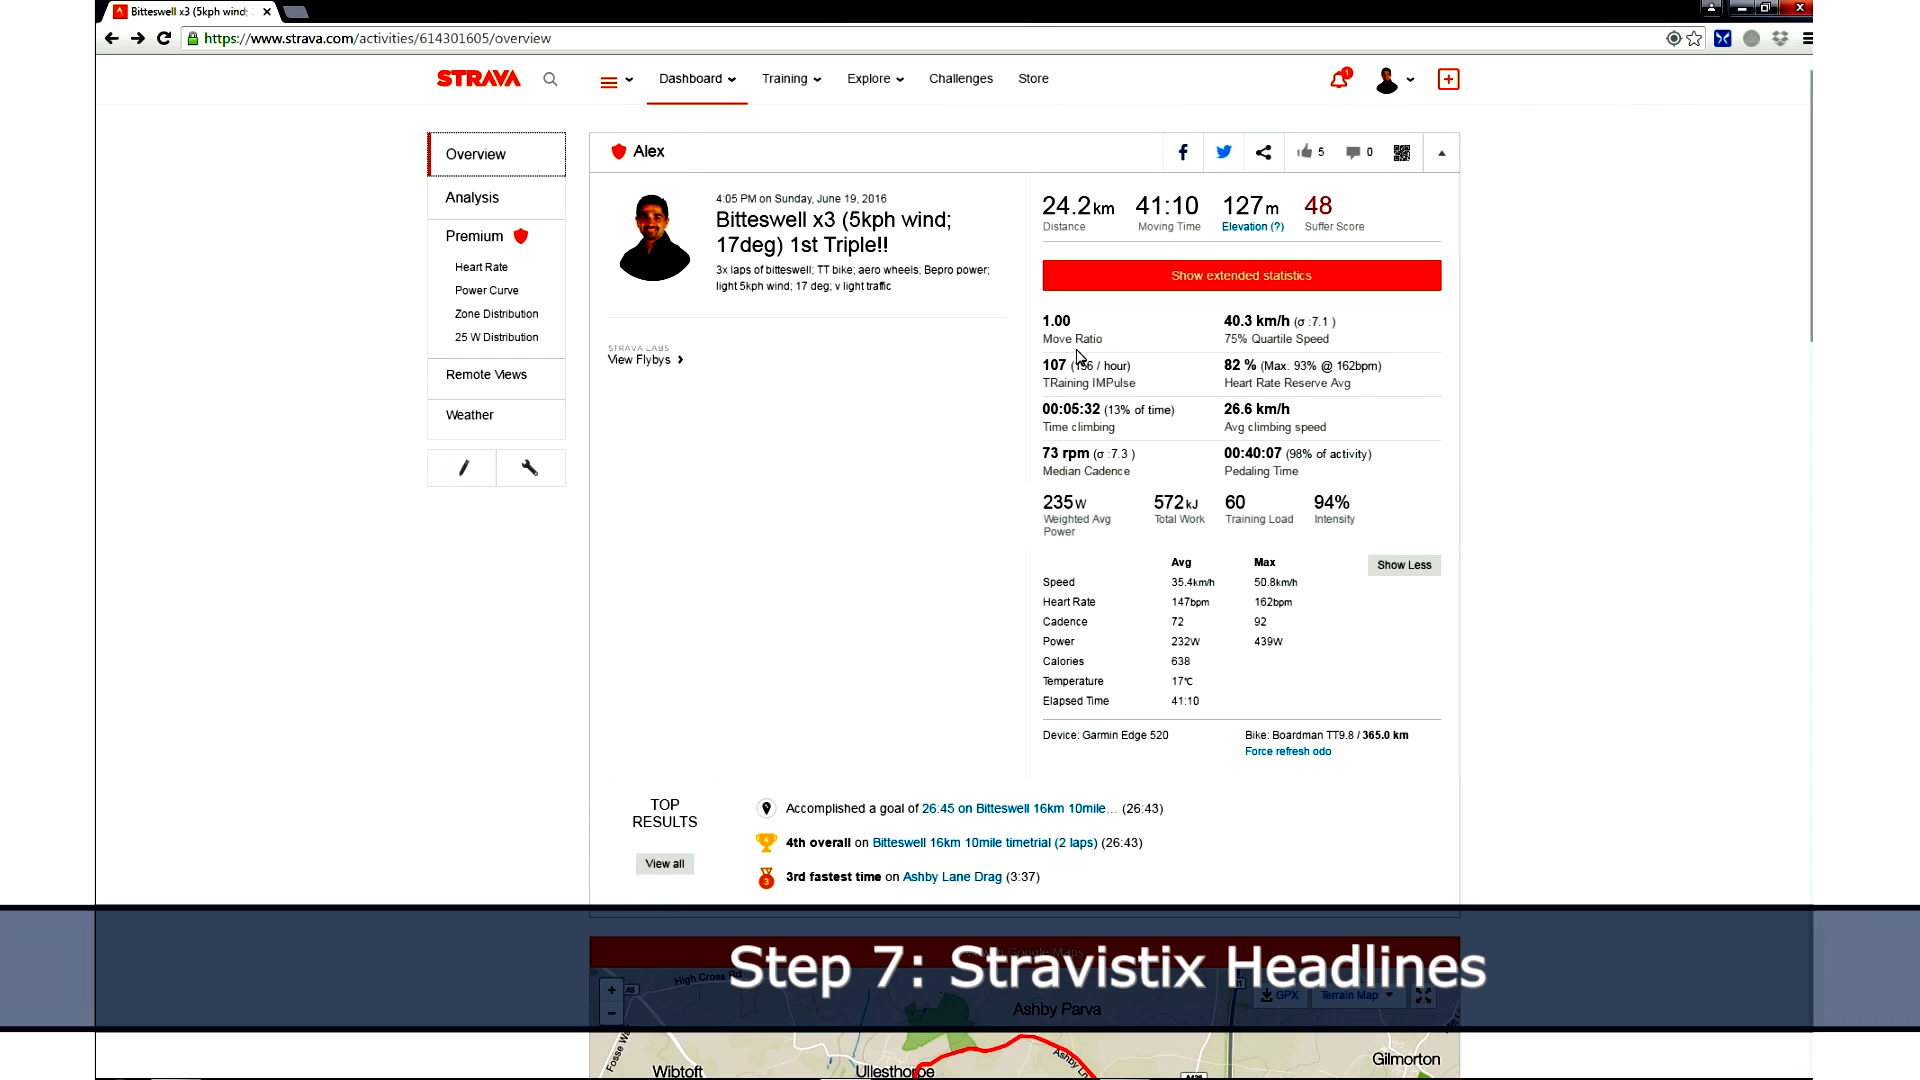 Bitteswell x3 (5kph wind;
https://www.strava.com/activities/614301605/overview
STRAVA
Dashboard
Training
Explore
Challenges
Store
1
Overview
Analysis
Premium
Heart Rate
Power Curve
Zone Distribution
25 W Distribution
Remote Views
Weather
Alex
5
0
4:05 PM on Sunday, June 19, 2016
Bitteswell x3 (5kph wind;
17deg) 1st Triple!!
3x laps of bitteswell; TT bike; aero wheels; Bepro power;
light 5kph wind; 17 deg; v light traffic
STRAVA LABS
View Flybys
24.2km 41:10 127m 48
Distance Moving Time Elevation (?) Suffer Score
Show extended statistics
1.00 40.3 km/h (σ :7.1 )
Move Ratio 75% Quartile Speed
107 (156 / hour) 82 % (Max: 93% @ 162bpm)
TRaining IMPulse Heart Rate Reserve Avg
00:05:32 (13% of time) 26.6 km/h
Time climbing Avg climbing speed
73 rpm (σ :7.3 ) 00:40:07 (98% of activity)
Median Cadence Pedaling Time
235W 572kJ 60 94%
Weighted Avg Total Work Training Load Intensity
Power
Avg Max Show Less
Speed 35.4km/h 50.8km/h
Heart Rate 147bpm 162bpm
Cadence 72 92
Power 232W 439W
Calories 638
Temperature 17℃
Elapsed Time 41:10
Device: Garmin Edge 520 Bike: Boardman TT9.8 / 365.0 km
Force refresh odo
TOP
RESULTS
View all
Accomplished a goal of 26:45 on Bitteswell 16km 10mile... (26:43)
4th overall on Bitteswell 16km 10mile timetrial (2 laps) (26:43)
3
3rd fastest time on Ashby Lane Drag (3:37)
Google Maps
Step 7: Stravistix Headlines
High Cross Rd
A5
GPX
Terrain Map
Ashby Parva
Ashby Ln
Gilmorton
Wibtoft
Ullesthorpe